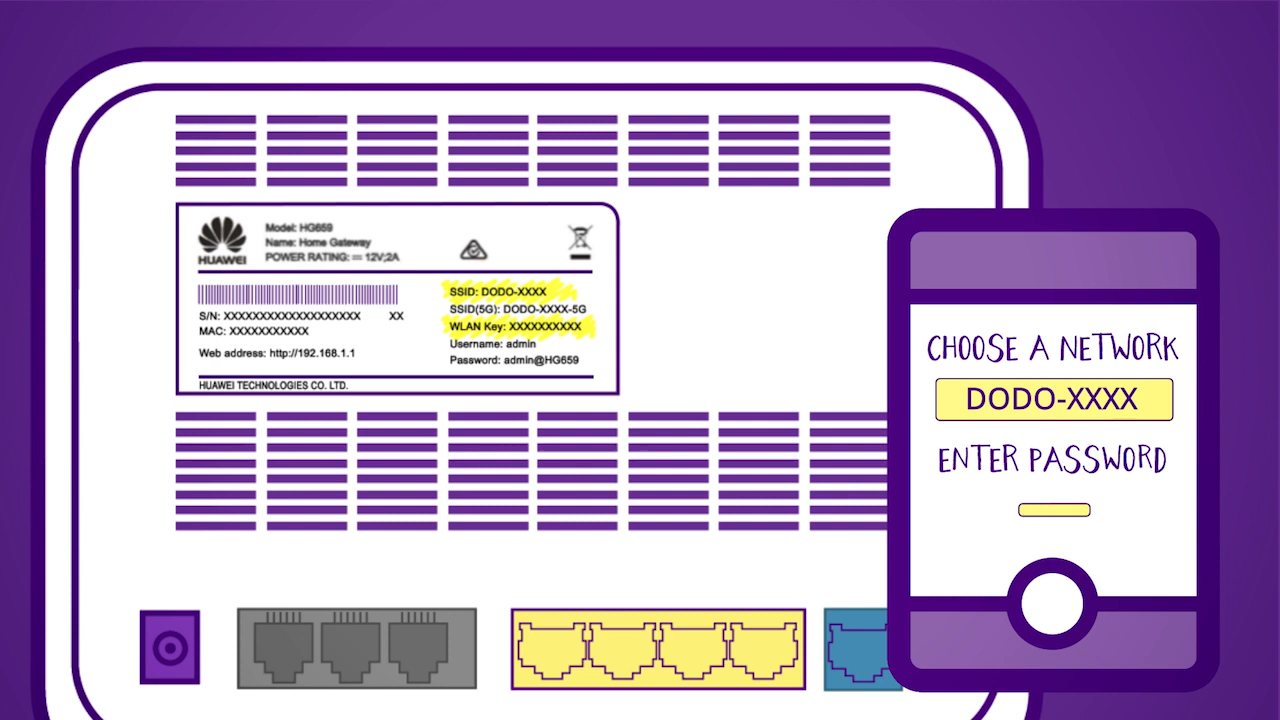 HUAWEI
Model: HG659
Name: Home Gateway
POWER RATING: ⎓ 12V;2A
S/N: XXXXXXXXXXXXXXXXXXX XX
MAC: XXXXXXXXXXX
Web address: http://192.168.1.1
SSID: DODO-XXXX
SSID(5G): DODO-XXXX-5G
WLAN Key: XXXXXXXXXX
Username: admin
Password: admin@HG659
HUAWEI TECHNOLOGIES CO. LTD.
CHOOSE A NETWORK
DODO-XXXX
ENTER PASSWORD